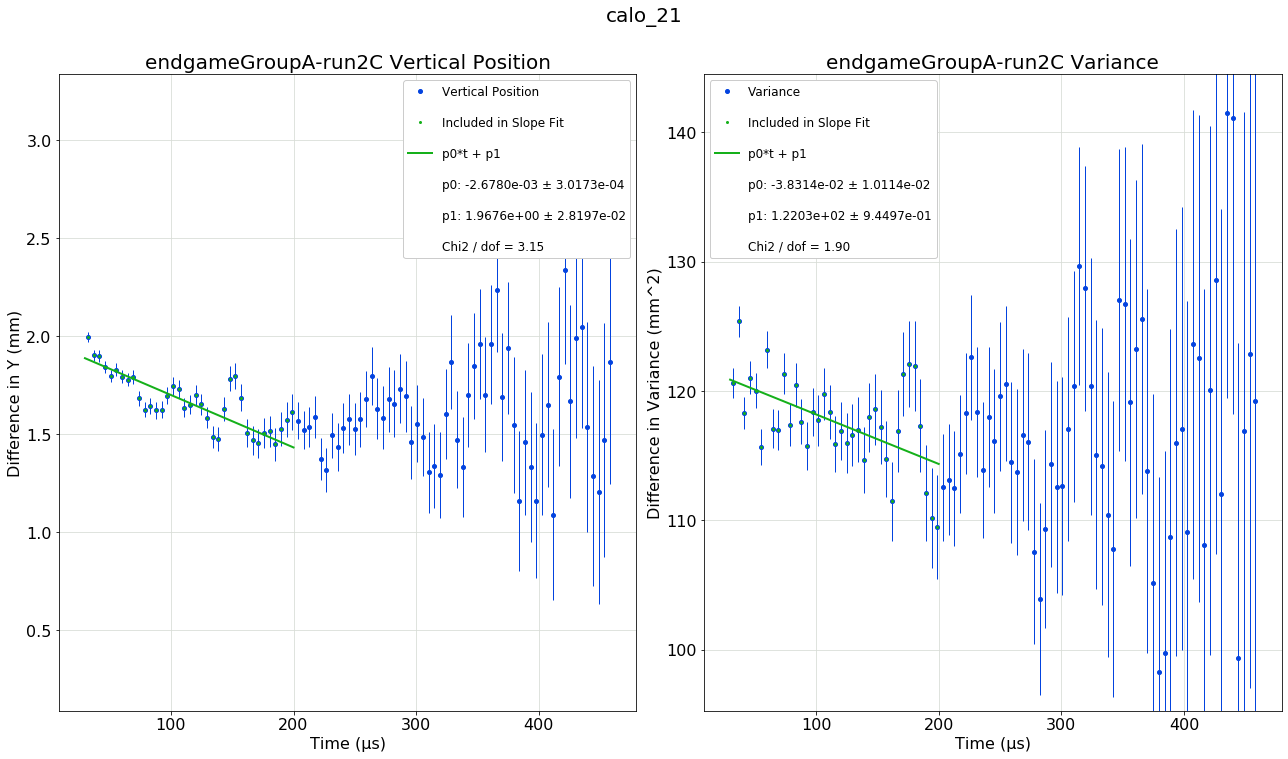 calo_21
endgameGroupA-run2C Vertical Position
Vertical Position
Included in Slope Fit
p0*t + p1
p0: -2.6780e-03 ± 3.0173e-04
p1: 1.9676e+00 ± 2.8197e-02
Chi2 / dof = 3.15
Difference in Y (mm)
3.0
2.5
2.0
1.5
1.0
0.5
100 200 300 400
Time (μs)
endgameGroupA-run2C Variance
Variance
Included in Slope Fit
p0*t + p1
p0: -3.8314e-02 ± 1.0114e-02
p1: 1.2203e+02 ± 9.4497e-01
Chi2 / dof = 1.90
Difference in Variance (mm^2)
140
130
120
110
100
100 200 300 400
Time (μs)